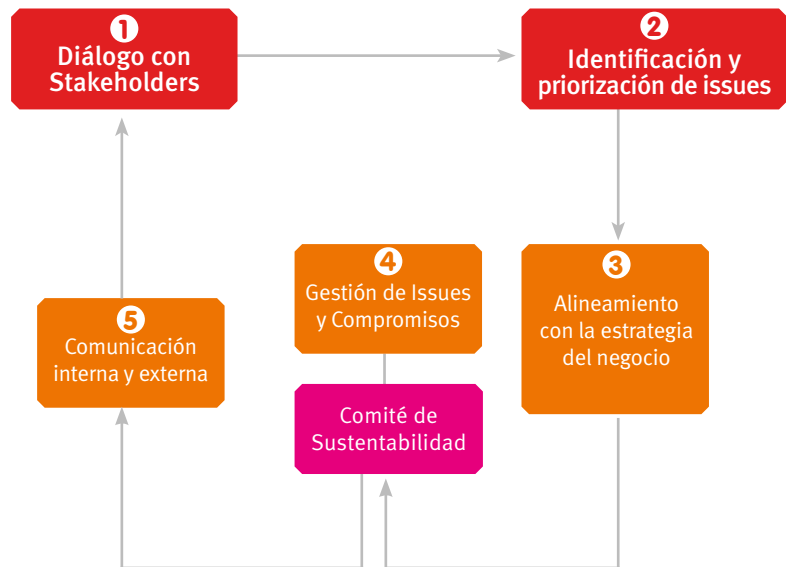 1
Diálogo con
Stakeholders
2
Identificación y
priorización de issues
3
Alineamiento
con la estrategia
del negocio
4
Gestión de Issues
y Compromisos
Comité de
Sustentabilidad
5
Comunicación
interna y externa